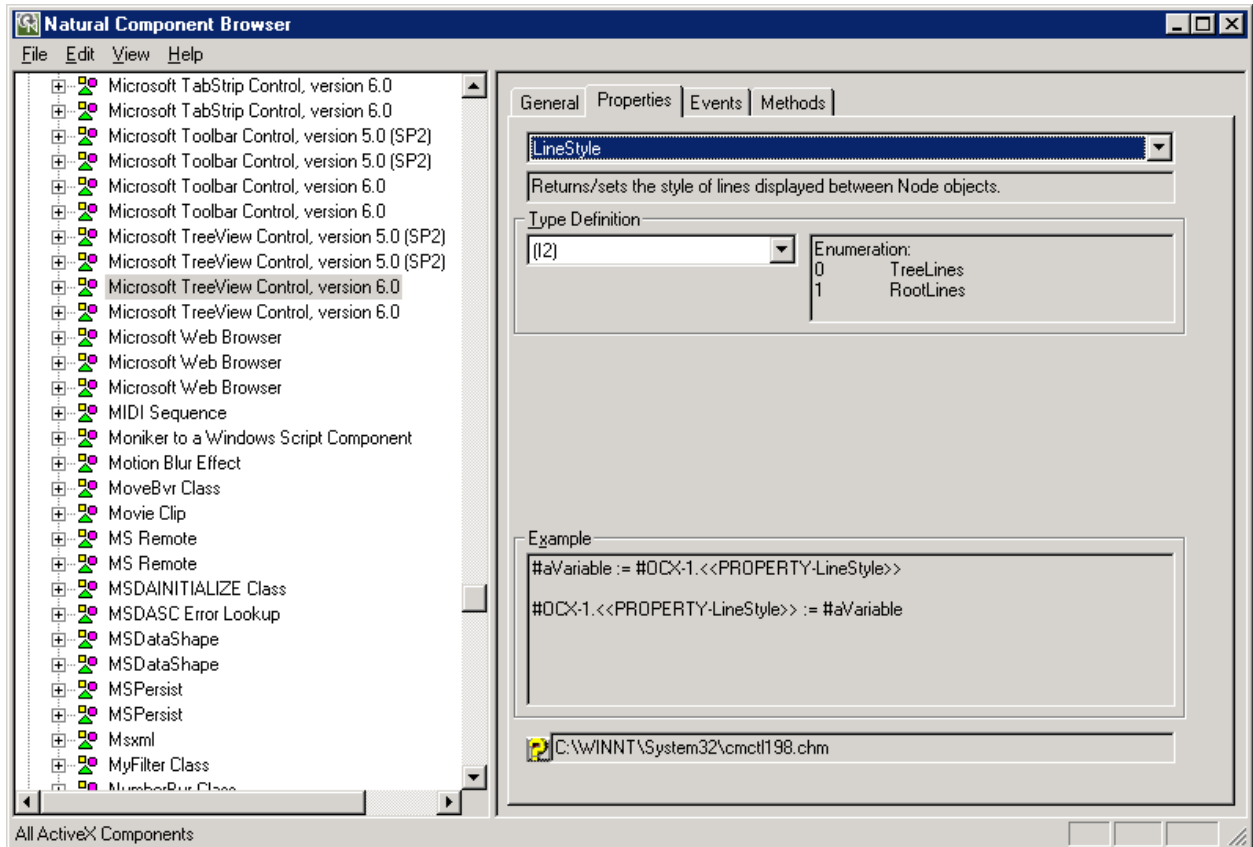 Natural Component Browser
File Edit View Help
Microsoft TabStrip Control, version 6.0
Microsoft TabStrip Control, version 6.0
Microsoft Toolbar Control, version 5.0 (SP2)
Microsoft Toolbar Control, version 5.0 (SP2)
Microsoft Toolbar Control, version 6.0
Microsoft Toolbar Control, version 6.0
Microsoft TreeView Control, version 5.0 (SP2)
Microsoft TreeView Control, version 5.0 (SP2)
Microsoft TreeView Control, version 6.0
Microsoft TreeView Control, version 6.0
Microsoft Web Browser
Microsoft Web Browser
Microsoft Web Browser
MIDI Sequence
Moniker to a Windows Script Component
Motion Blur Effect
MoveBvr Class
Movie Clip
MS Remote
MS Remote
MSDAINITIALIZE Class
MSDASC Error Lookup
MSDataShape
MSDataShape
MSPersist
MSPersist
Msxml
MyFilter Class
NumberBvr Class
General Properties Events Methods
LineStyle
Returns/sets the style of lines displayed between Node objects.
Type Definition
(I2)
Enumeration:
0 TreeLines
1 RootLines
Example
#aVariable := #OCX-1.<<PROPERTY-LineStyle>>
#OCX-1.<<PROPERTY-LineStyle>> := #aVariable
C:\WINNT\System32\cmctl198.chm
All ActiveX Components